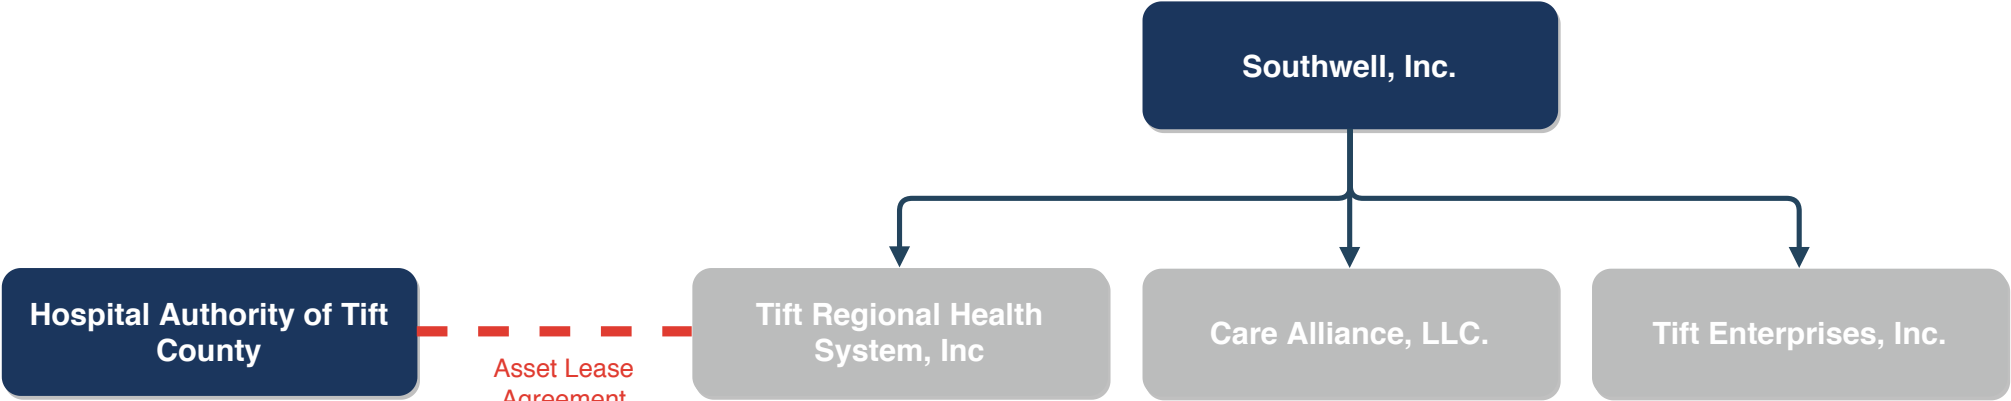 Southwell, Inc.
Hospital Authority of Tift
County
Asset Lease
Agreement
Tift Regional Health
System, Inc
Care Alliance, LLC.
Tift Enterprises, Inc.